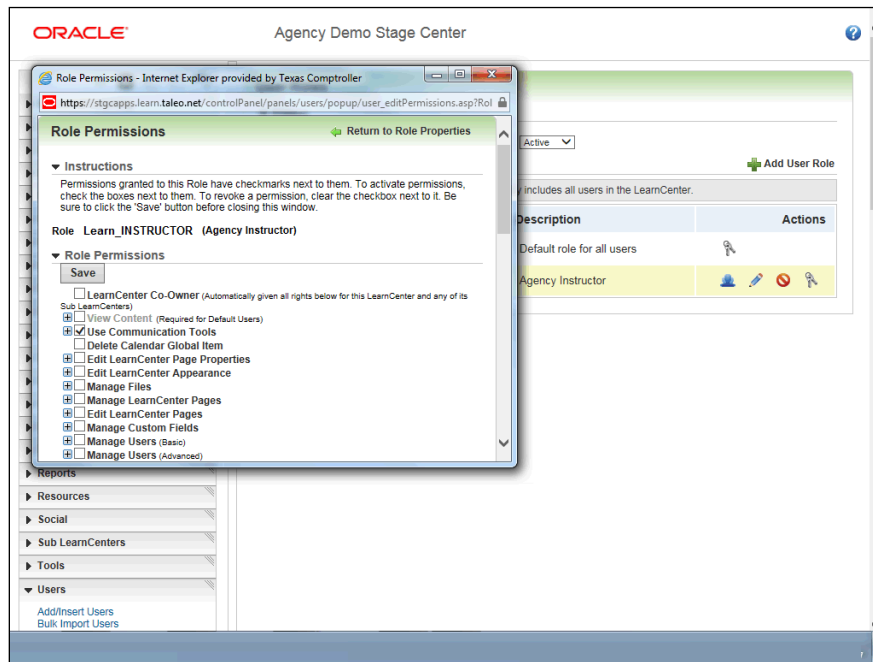 ORACLE
Agency Demo Stage Center
Role Permissions - Internet Explorer provided by Texas Comptroller
https://stgcapps.learn.taleo.net/controlPanel/panels/users/popup/user_editPermissions.asp?Rol
Role Permissions
Return to Role Properties
Instructions
Permissions granted to this Role have checkmarks next to them. To activate permissions,
check the boxes next to them. To revoke a permission, clear the checkbox next to it. Be
sure to click the 'Save' button before closing this window.
Role Learn_INSTRUCTOR (Agency Instructor)
Role Permissions
Save
LearnCenter Co-Owner (Automatically given all rights below for this LearnCenter and any of its
Sub LearnCenters)
View Content (Required for Default Users)
Use Communication Tools
Delete Calendar Global Item
Edit LearnCenter Page Properties
Edit LearnCenter Appearance
Manage Files
Manage LearnCenter Pages
Edit LearnCenter Pages
Manage Custom Fields
Manage Users (Basic)
Manage Users (Advanced)
Active
Add User Role
y includes all users in the LearnCenter.
Description Actions
Default role for all users
Agency Instructor
Reports
Resources
Social
Sub LearnCenters
Tools
Users
Add/Insert Users
Bulk Import Users